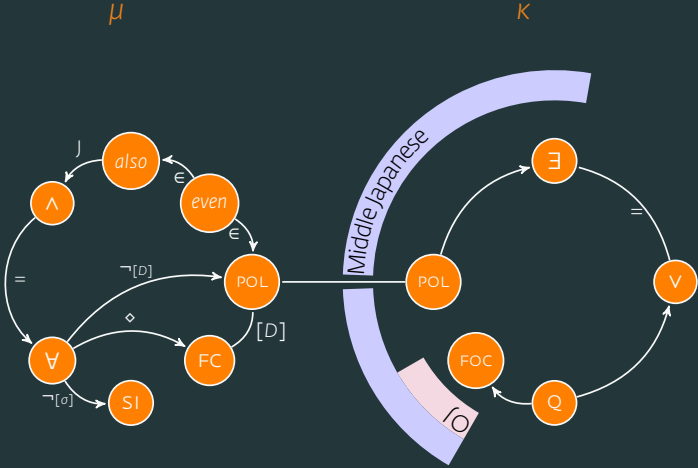 μ
κ
J
also
∈
even
∧
∈
Middle Japanese
∃
=
=
¬[D]
POL
POL
∨
⋄
∀
FC
[D]
FOC
¬[σ]
SI
OJ
Q